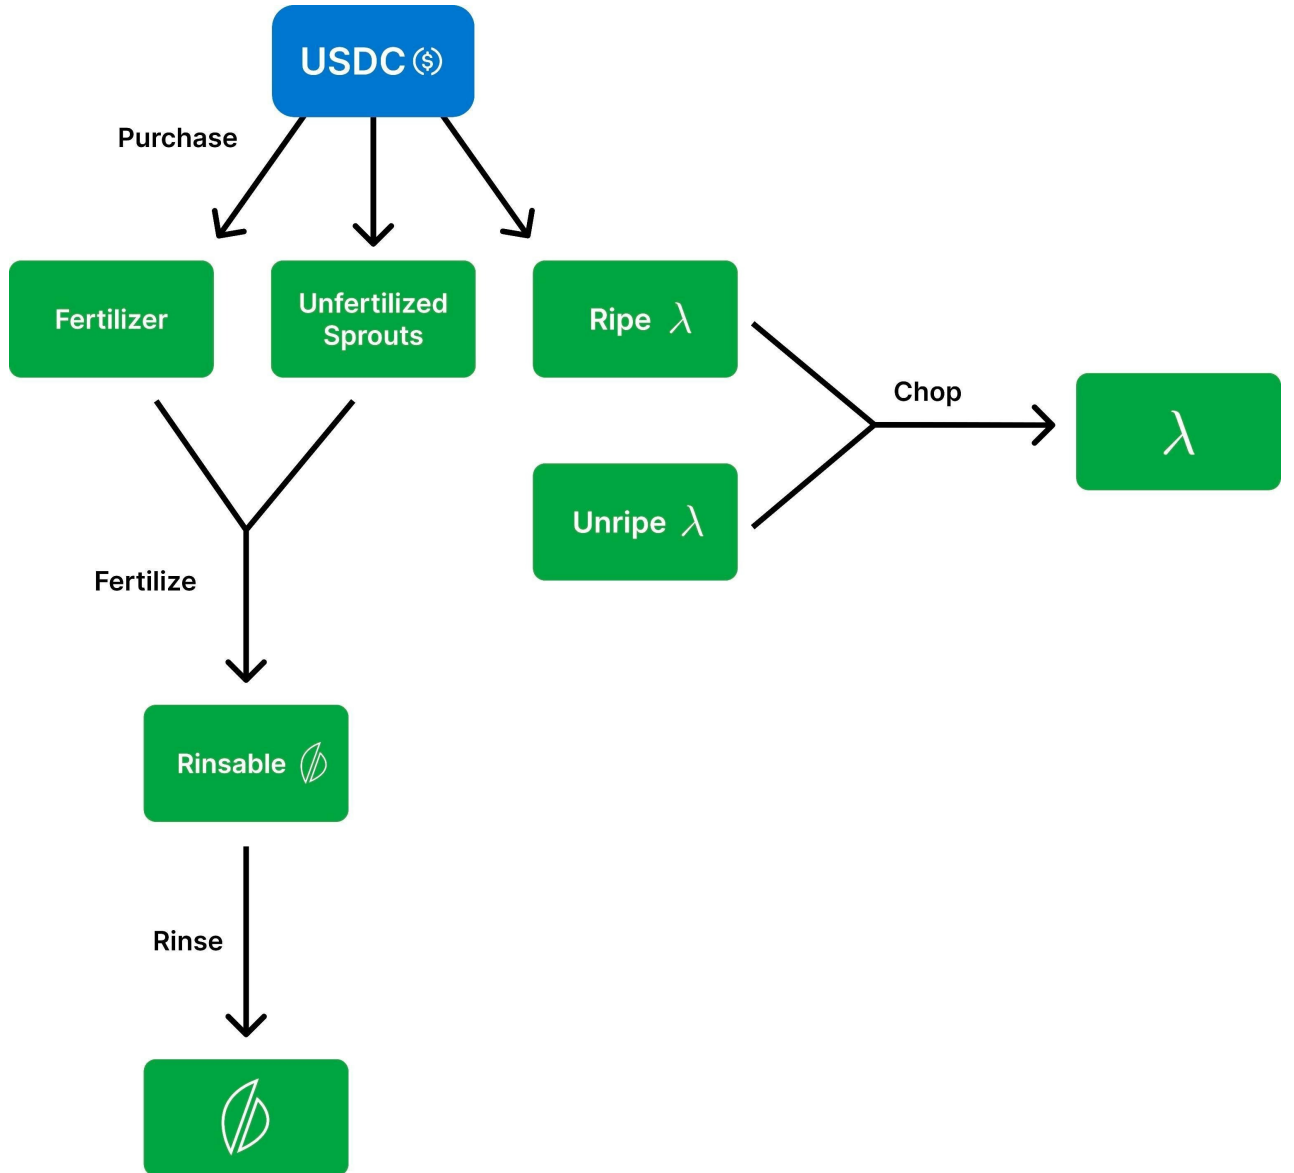 USDC
Purchase
Fertilizer
Unfertilized
Sprouts
Ripe λ
Chop
λ
Unripe λ
Fertilize
Rinsable
Rinse